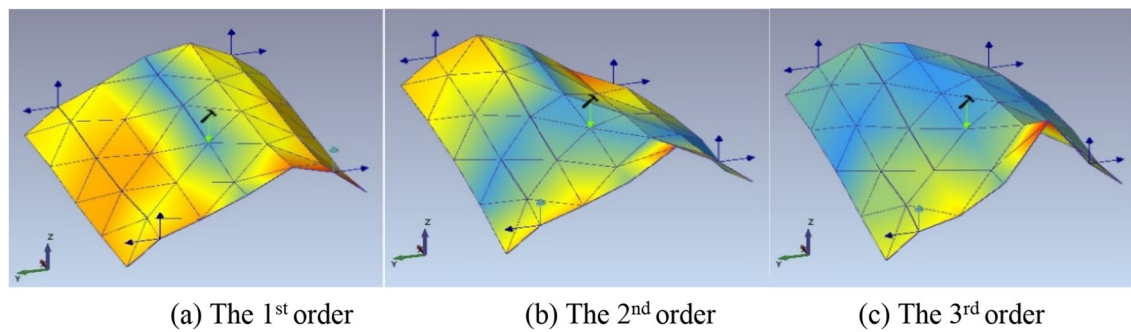 Z
Y
Z
Y
Z
Y
(a) The 1st order
(b) The 2nd order
(c) The 3rd order